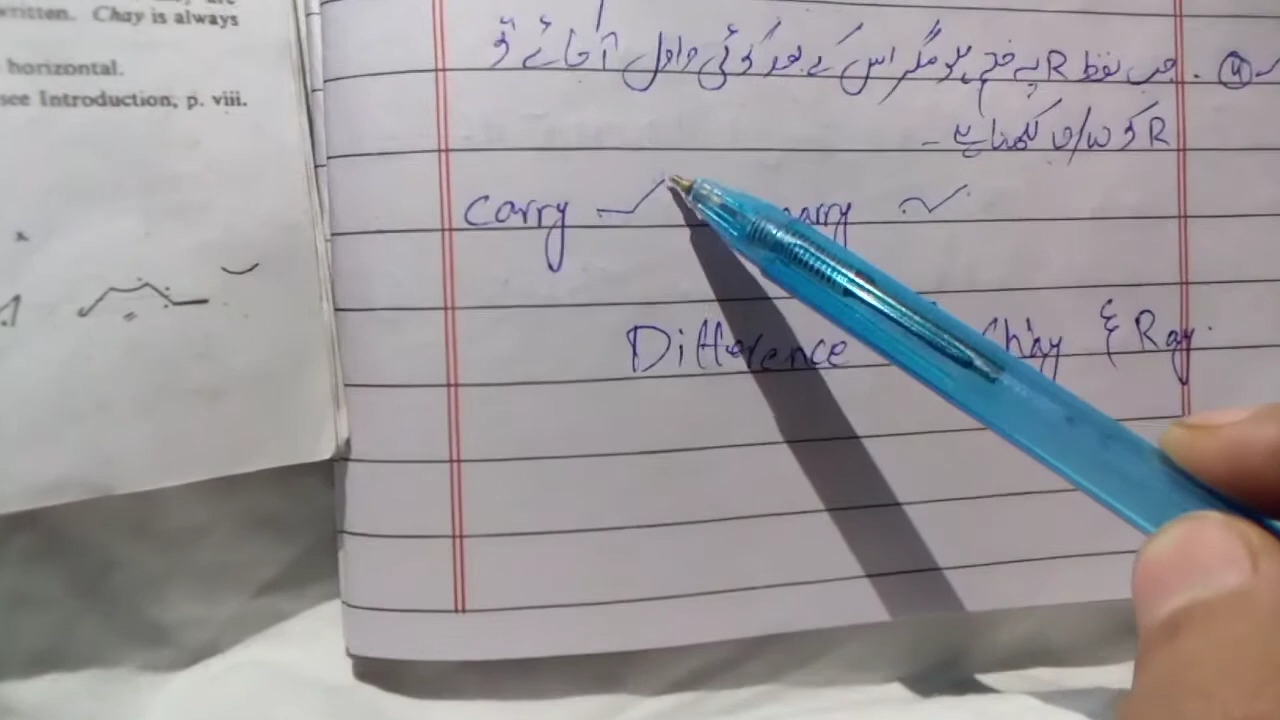 written. Chay is always
horizontal.
see Introduction, p. viii.
④ جب لفظ R پہ ختم ہو مگر اس کے بعد کوئی واول آ جائے تو
R کو U/W لکھنا ہے۔
Carry
arry
Difference Chay & Ray.